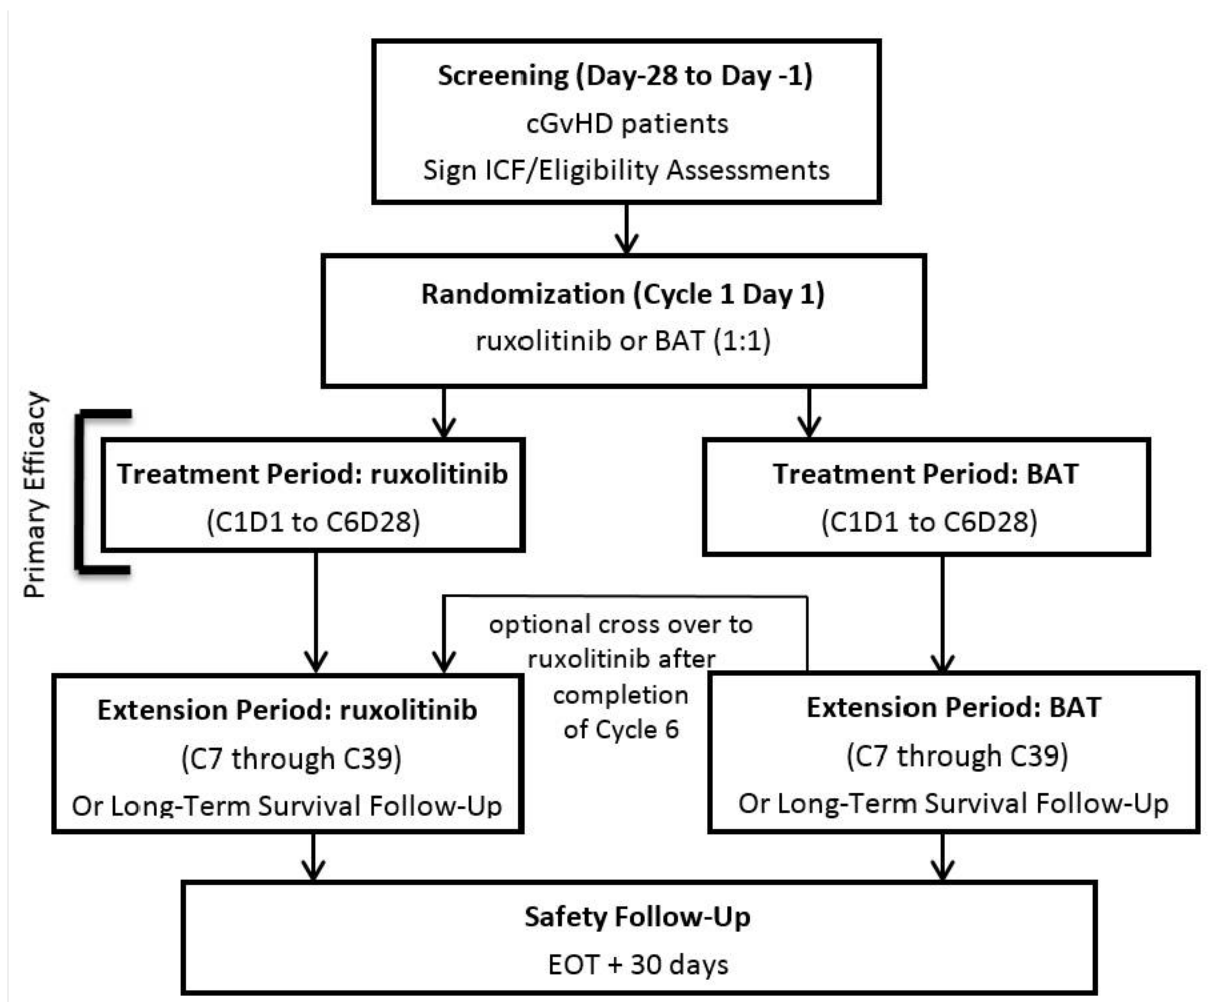 Screening (Day-28 to Day -1)
cGvHD patients
Sign ICF/Eligibility Assessments
Randomization (Cycle 1 Day 1)
ruxolitinib or BAT (1:1)
Primary Efficacy
Treatment Period: ruxolitinib
(C1D1 to C6D28)
Treatment Period: BAT
(C1D1 to C6D28)
optional cross over to
ruxolitinib after
completion
of Cycle 6
Extension Period: ruxolitinib
(C7 through C39)
Or Long-Term Survival Follow-Up
Extension Period: BAT
(C7 through C39)
Or Long-Term Survival Follow-Up
Safety Follow-Up
EOT + 30 days